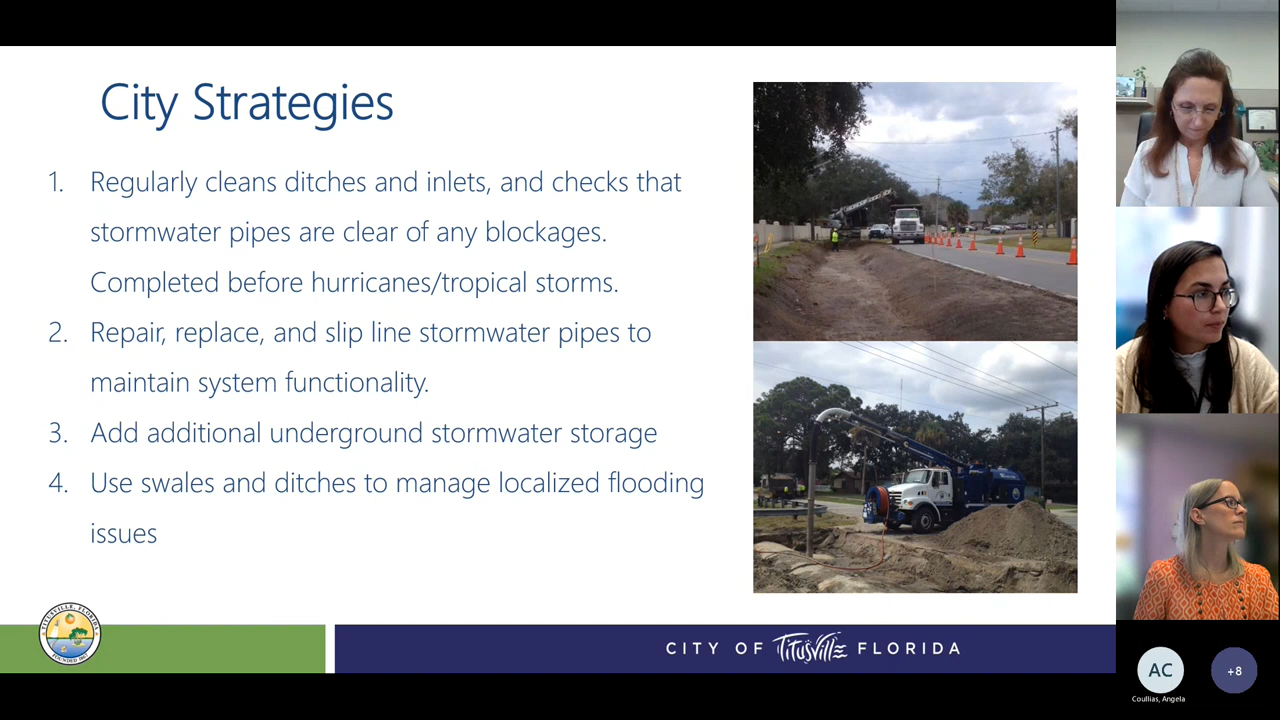 City Strategies
1. Regularly cleans ditches and inlets, and checks that
stormwater pipes are clear of any blockages.
Completed before hurricanes/tropical storms.
2. Repair, replace, and slip line stormwater pipes to
maintain system functionality.
3. Add additional underground stormwater storage
4. Use swales and ditches to manage localized flooding
issues
TITUSVILLE, FLORIDA
CITY OF Titusville FLORIDA
AC
+8
Coullias, Angela